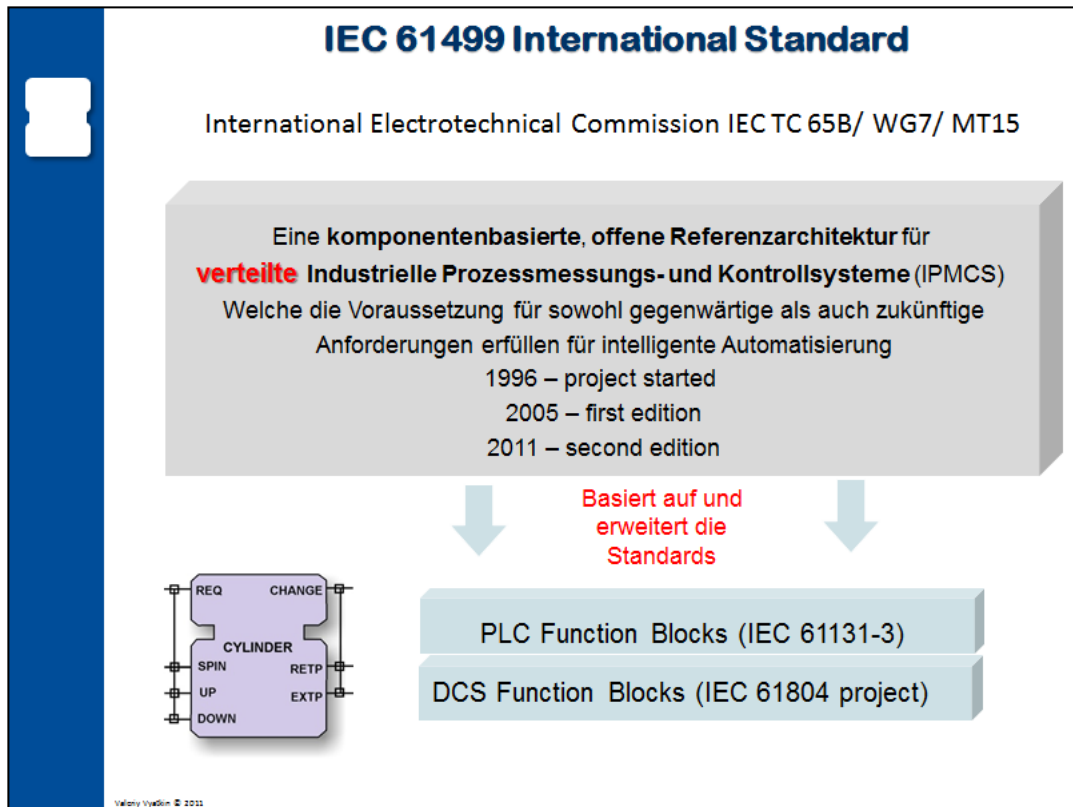 IEC 61499 International Standard
International Electrotechnical Commission IEC TC 65B/ WG7/ MT15
Eine komponentenbasierte, offene Referenzarchitektur für
verteilte Industrielle Prozessmessungs- und Kontrollsysteme (IPMCS)
Welche die Voraussetzung für sowohl gegenwärtige als auch zukünftige
Anforderungen erfüllen für intelligente Automatisierung
1996 – project started
2005 – first edition
2011 – second edition
Basiert auf und
erweitert die
Standards
REQ CHANGE
CYLINDER
SPIN RETP
UP EXTP
DOWN
PLC Function Blocks (IEC 61131-3)
DCS Function Blocks (IEC 61804 project)
Valeriy Vyatkin © 2011